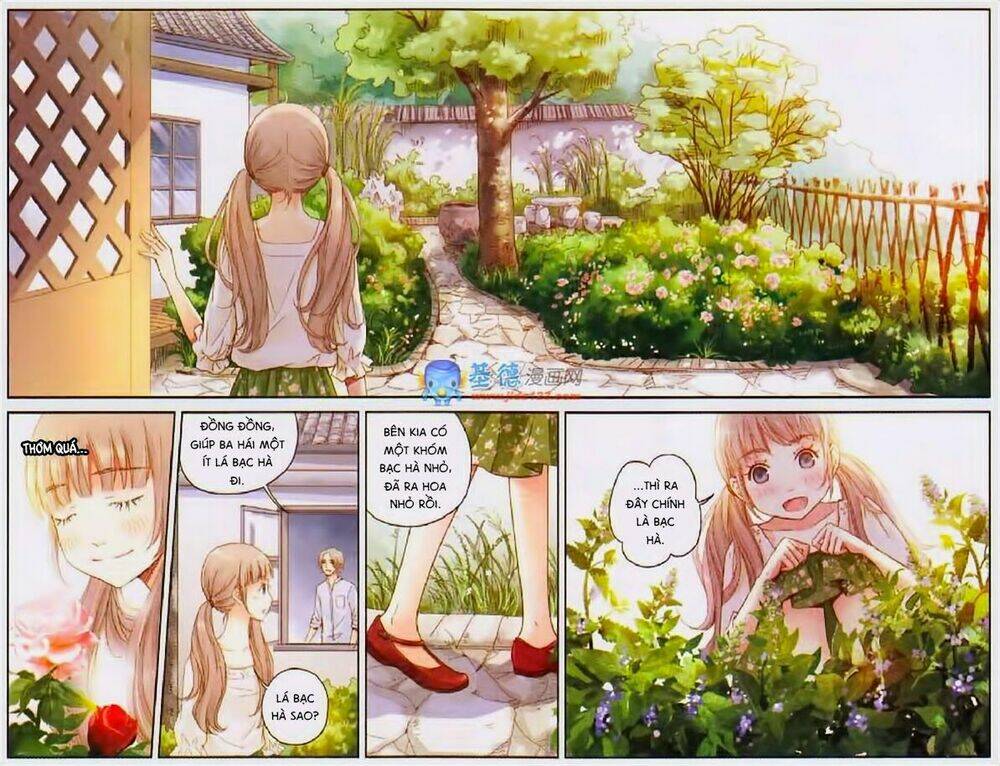 基德漫画网
THƠM QUÁ...
ĐỒNG ĐỒNG,
GIÚP BA HÁI MỘT
ÍT LÁ BẠC HÀ
ĐI.
LÁ BẠC
HÀ SAO?
BÊN KIA CÓ
MỘT KHÓM
BẠC HÀ NHỎ,
ĐÃ RA HOA
NHỎ RỒI.
...THÌ RA
ĐÂY CHÍNH
LÀ BẠC
HÀ.